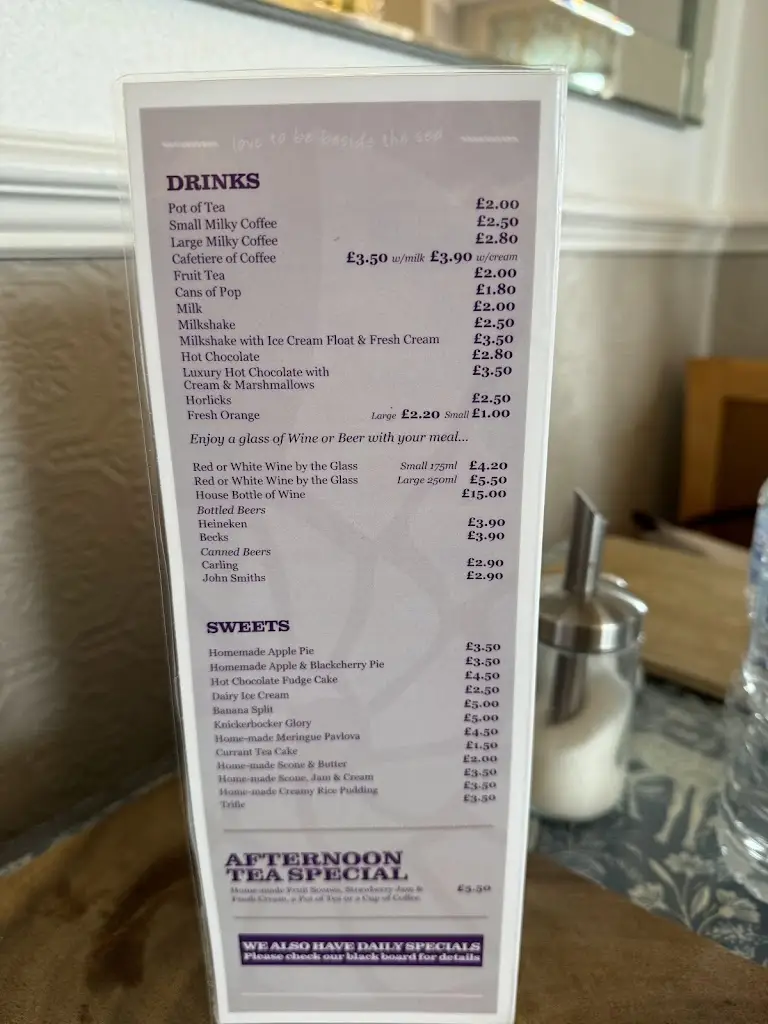 love to be beside the sea
DRINKS
Pot of Tea £2.00
Small Milky Coffee £2.50
Large Milky Coffee £2.80
Cafetiere of Coffee £3.50 w/milk £3.90 w/cream
Fruit Tea £2.00
Cans of Pop £1.80
Milk £2.00
Milkshake £2.50
Milkshake with Ice Cream Float & Fresh Cream £3.50
Hot Chocolate £2.80
Luxury Hot Chocolate with £3.50
Cream & Marshmallows
Horlicks £2.50
Fresh Orange Large £2.20 Small £1.00
Enjoy a glass of Wine or Beer with your meal...
Red or White Wine by the Glass Small 175ml £4.20
Red or White Wine by the Glass Large 250ml £5.50
House Bottle of Wine £15.00
Bottled Beers
Heineken £3.90
Becks £3.90
Canned Beers
Carling £2.90
John Smiths £2.90
SWEETS
Homemade Apple Pie £3.50
Homemade Apple & Blackcherry Pie £3.50
Hot Chocolate Fudge Cake £4.50
Dairy Ice Cream £2.50
Banana Split £5.00
Knickerbocker Glory £5.00
Home-made Meringue Pavlova £4.50
Currant Tea Cake £1.50
Home-made Scone & Butter £2.00
Home-made Scone, Jam & Cream £3.50
Home-made Creamy Rice Pudding £3.50
Trifle £3.50
AFTERNOON
TEA SPECIAL
Home-made Fruit Scones, Strawberry Jam & £5.50
Fresh Cream, a Pot of Tea or a Cup of Coffee
WE ALSO HAVE DAILY SPECIALS
Please check our black board for details